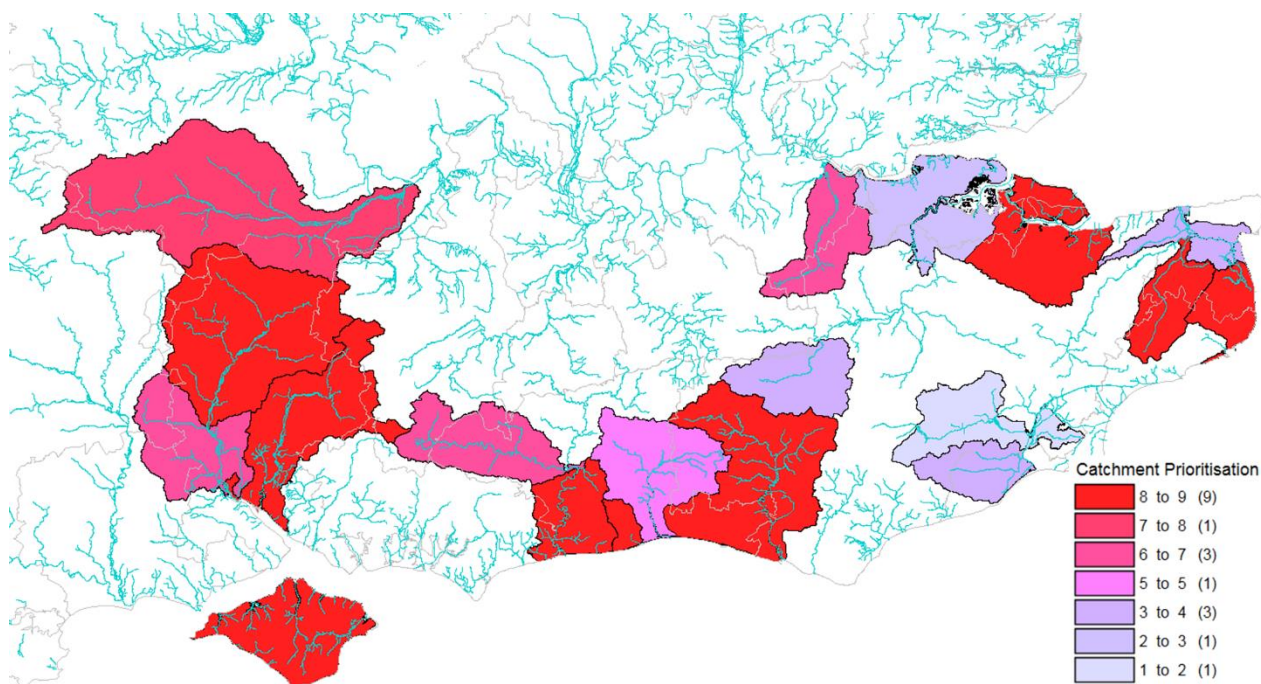 Catchment Prioritisation
8 to 9 (9)
7 to 8 (1)
6 to 7 (3)
5 to 5 (1)
3 to 4 (3)
2 to 3 (1)
1 to 2 (1)